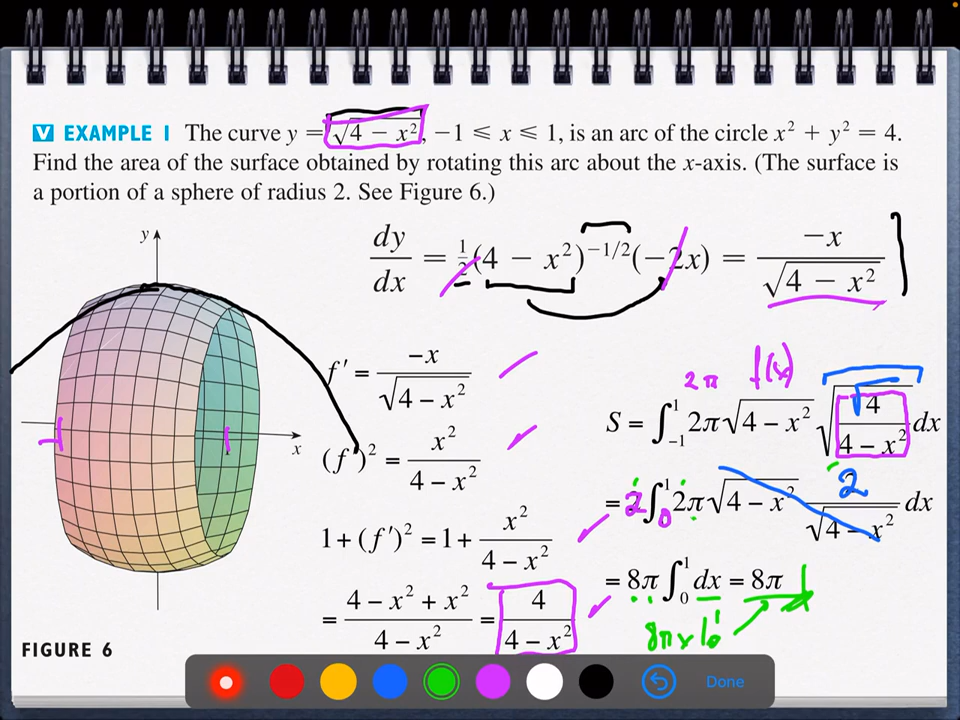 V EXAMPLE 1 The curve y = √(4 − x²), −1 ⩽ x ⩽ 1, is an arc of the circle x² + y² = 4.
Find the area of the surface obtained by rotating this arc about the x-axis. (The surface is
a portion of a sphere of radius 2. See Figure 6.)
dy/dx = ½(4 − x²)^(−1/2)(−2x) = −x/√(4 − x²)
y
x
f′ = −x/√(4 − x²)
(f′)² = x²/(4 − x²)
1 + (f′)² = 1 + x²/(4 − x²)
= (4 − x² + x²)/(4 − x²) = 4/(4 − x²)
2π f(x)
S = ∫₋₁¹ 2π√(4 − x²) √(4/(4 − x²)) dx
= 2∫₀¹ 2π√(4 − x²) 2/√(4 − x²) dx
= 8π ∫₀¹ dx = 8π
FIGURE 6
Done